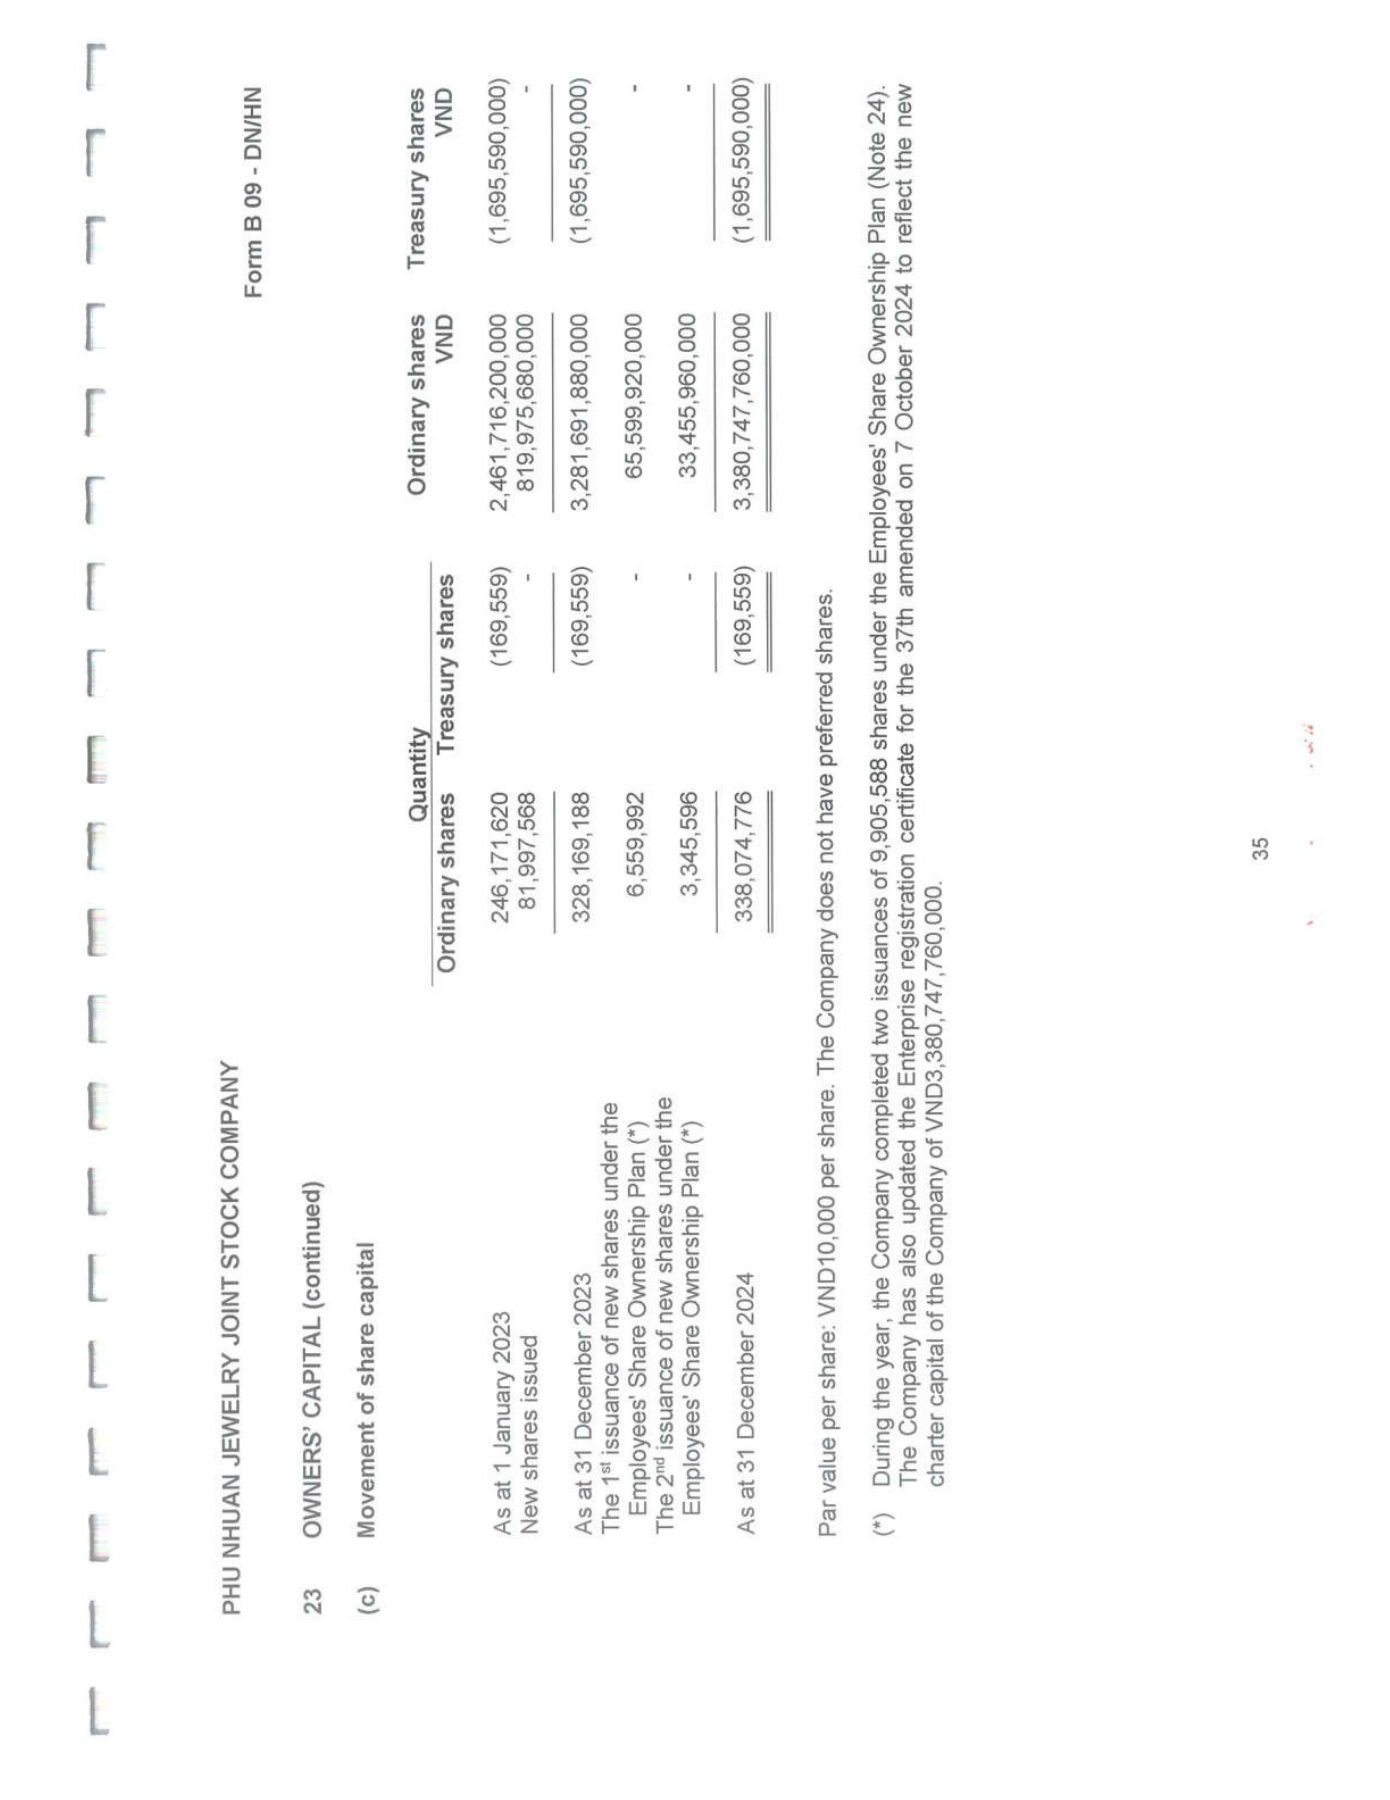 PHU NHUAN JEWELRY JOINT STOCK COMPANY
Form B 09 - DN/HN
23 OWNERS' CAPITAL (continued)
(c) Movement of share capital
Quantity Ordinary shares Treasury shares
Ordinary shares Treasury shares VND VND
As at 1 January 2023 246,171,620 (169,559) 2,461,716,200,000 (1,695,590,000)
New shares issued 81,997,568 - 819,975,680,000 -
As at 31 December 2023 328,169,188 (169,559) 3,281,691,880,000 (1,695,590,000)
The 1st issuance of new shares under the
Employees' Share Ownership Plan (*) 6,559,992 - 65,599,920,000 -
The 2nd issuance of new shares under the
Employees' Share Ownership Plan (*) 3,345,596 - 33,455,960,000 -
As at 31 December 2024 338,074,776 (169,559) 3,380,747,760,000 (1,695,590,000)
Par value per share: VND10,000 per share. The Company does not have preferred shares.
(*) During the year, the Company completed two issuances of 9,905,588 shares under the Employees' Share Ownership Plan (Note 24).
The Company has also updated the Enterprise registration certificate for the 37th amended on 7 October 2024 to reflect the new
charter capital of the Company of VND3,380,747,760,000.
35